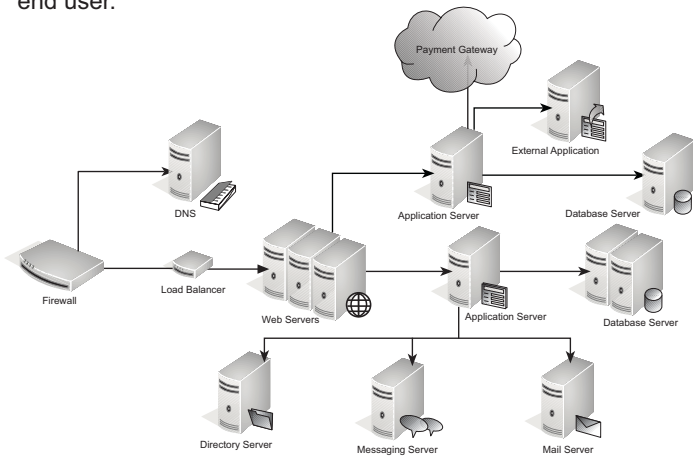 end user.
Payment Gateway
External Application
DNS
Application Server
Database Server
Firewall
Load Balancer
Web Servers
Application Server
Database Server
Directory Server
Messaging Server
Mail Server